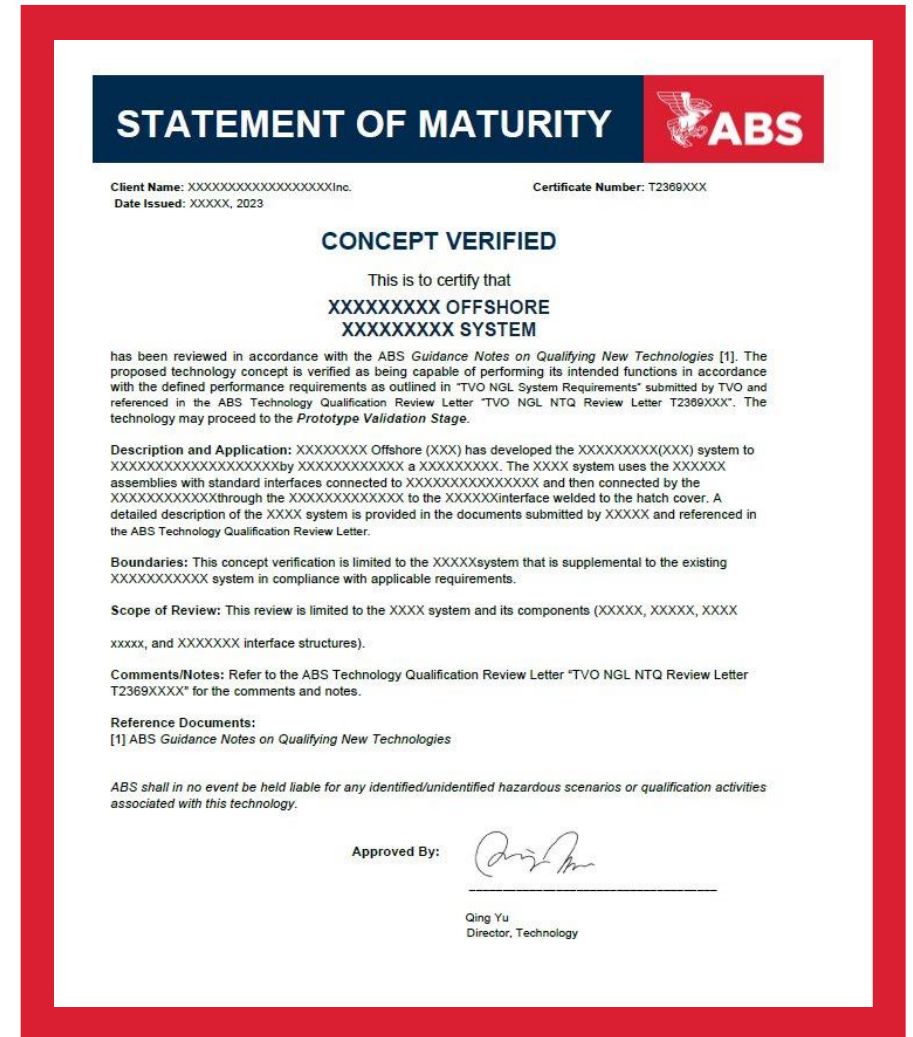 STATEMENT OF MATURITY
ABS
Client Name: XXXXXXXXXXXXXXXXXXInc.
Certificate Number: T2369XXX
Date Issued: XXXXX, 2023
CONCEPT VERIFIED
This is to certify that
XXXXXXXXX OFFSHORE
XXXXXXXXX SYSTEM
has been reviewed in accordance with the ABS Guidance Notes on Qualifying New Technologies [1]. The
proposed technology concept is verified as being capable of performing its intended functions in accordance
with the defined performance requirements as outlined in "TVO NGL System Requirements" submitted by TVO and
referenced in the ABS Technology Qualification Review Letter "TVO NGL NTQ Review Letter T2369XXX". The
technology may proceed to the Prototype Validation Stage.
Description and Application: XXXXXXXX Offshore (XXX) has developed the XXXXXXXXX(XXX) system to
XXXXXXXXXXXXXXXXXXXby XXXXXXXXXXXX a XXXXXXXXX. The XXXX system uses the XXXXXX
assemblies with standard interfaces connected to XXXXXXXXXXXXXXX and then connected by the
XXXXXXXXXXXXthrough the XXXXXXXXXXXXX to the XXXXXXinterface welded to the hatch cover. A
detailed description of the XXXX system is provided in the documents submitted by XXXXX and referenced in
the ABS Technology Qualification Review Letter.
Boundaries: This concept verification is limited to the XXXXXsystem that is supplemental to the existing
XXXXXXXXXXX system in compliance with applicable requirements.
Scope of Review: This review is limited to the XXXX system and its components (XXXXX, XXXXX, XXXX
xxxxx, and XXXXXXX interface structures).
Comments/Notes: Refer to the ABS Technology Qualification Review Letter "TVO NGL NTQ Review Letter
T2369XXXX" for the comments and notes.
Reference Documents:
[1] ABS Guidance Notes on Qualifying New Technologies
ABS shall in no event be held liable for any identified/unidentified hazardous scenarios or qualification activities
associated with this technology.
Approved By:
Qing Yu
Director, Technology